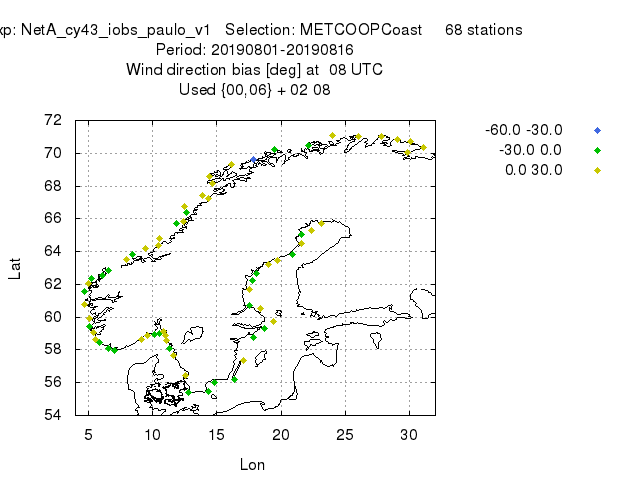 xp: NetA_cy43_iobs_paulo_v1 Selection: METCOOPCoast 68 stations
Period: 20190801-20190816
Wind direction bias [deg] at 08 UTC
Used {00,06} + 02 08
-60.0 -30.0
-30.0 0.0
0.0 30.0
72
70
68
66
64
62
60
58
56
54
Lat
5 10 15 20 25 30
Lon